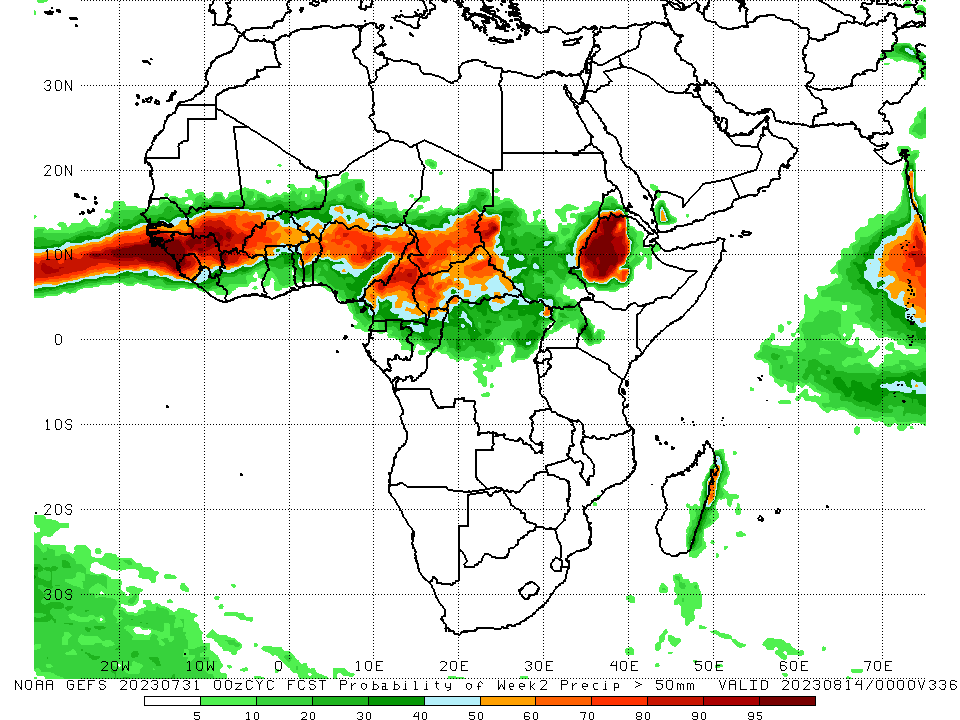 30N
20N
10N
0
10S
20S
30S
20W 10W 0 10E 20E 30E 40E 50E 60E 70E
NOAA GEFS 20230731 00zCYC FCST Probability of Week2 Precip > 50mm VALID 20230814/0000V336
5 10 20 30 40 50 60 70 80 90 95